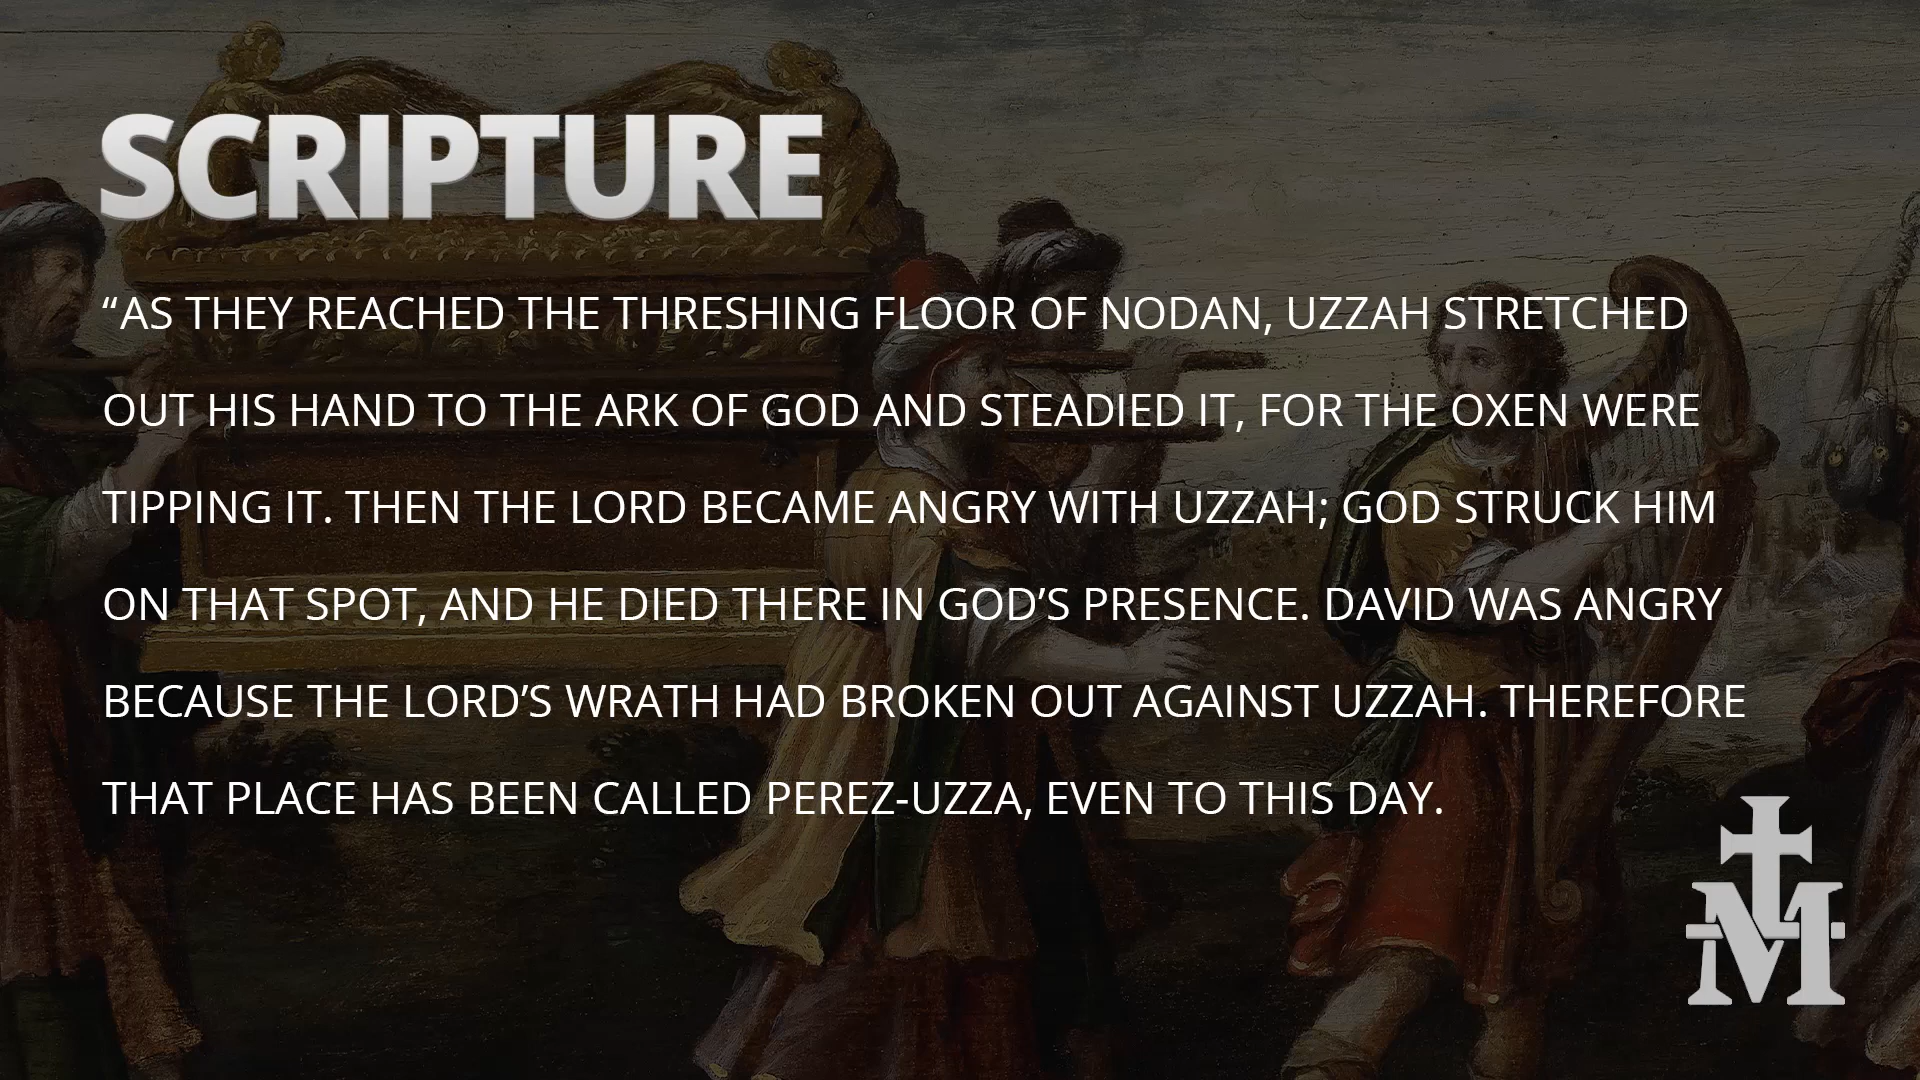 SCRIPTURE
“AS THEY REACHED THE THRESHING FLOOR OF NODAN, UZZAH STRETCHED
OUT HIS HAND TO THE ARK OF GOD AND STEADIED IT, FOR THE OXEN WERE
TIPPING IT. THEN THE LORD BECAME ANGRY WITH UZZAH; GOD STRUCK HIM
ON THAT SPOT, AND HE DIED THERE IN GOD’S PRESENCE. DAVID WAS ANGRY
BECAUSE THE LORD’S WRATH HAD BROKEN OUT AGAINST UZZAH. THEREFORE
THAT PLACE HAS BEEN CALLED PEREZ-UZZA, EVEN TO THIS DAY.
M